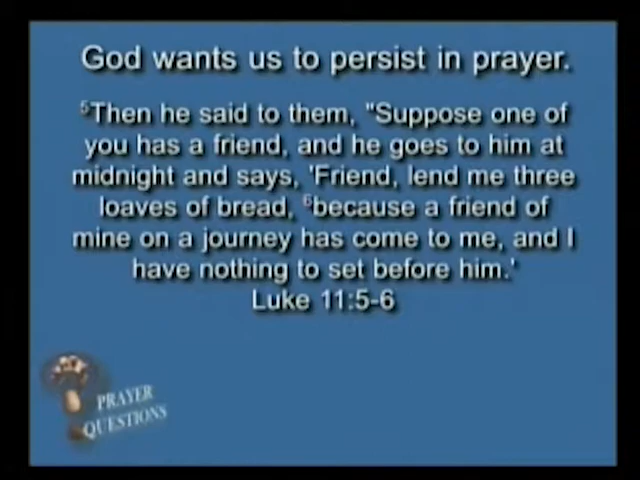 God wants us to persist in prayer.
⁵Then he said to them, "Suppose one of
you has a friend, and he goes to him at
midnight and says, 'Friend, lend me three
loaves of bread, ⁶because a friend of
mine on a journey has come to me, and I
have nothing to set before him.'
Luke 11:5-6
PRAYER
QUESTIONS